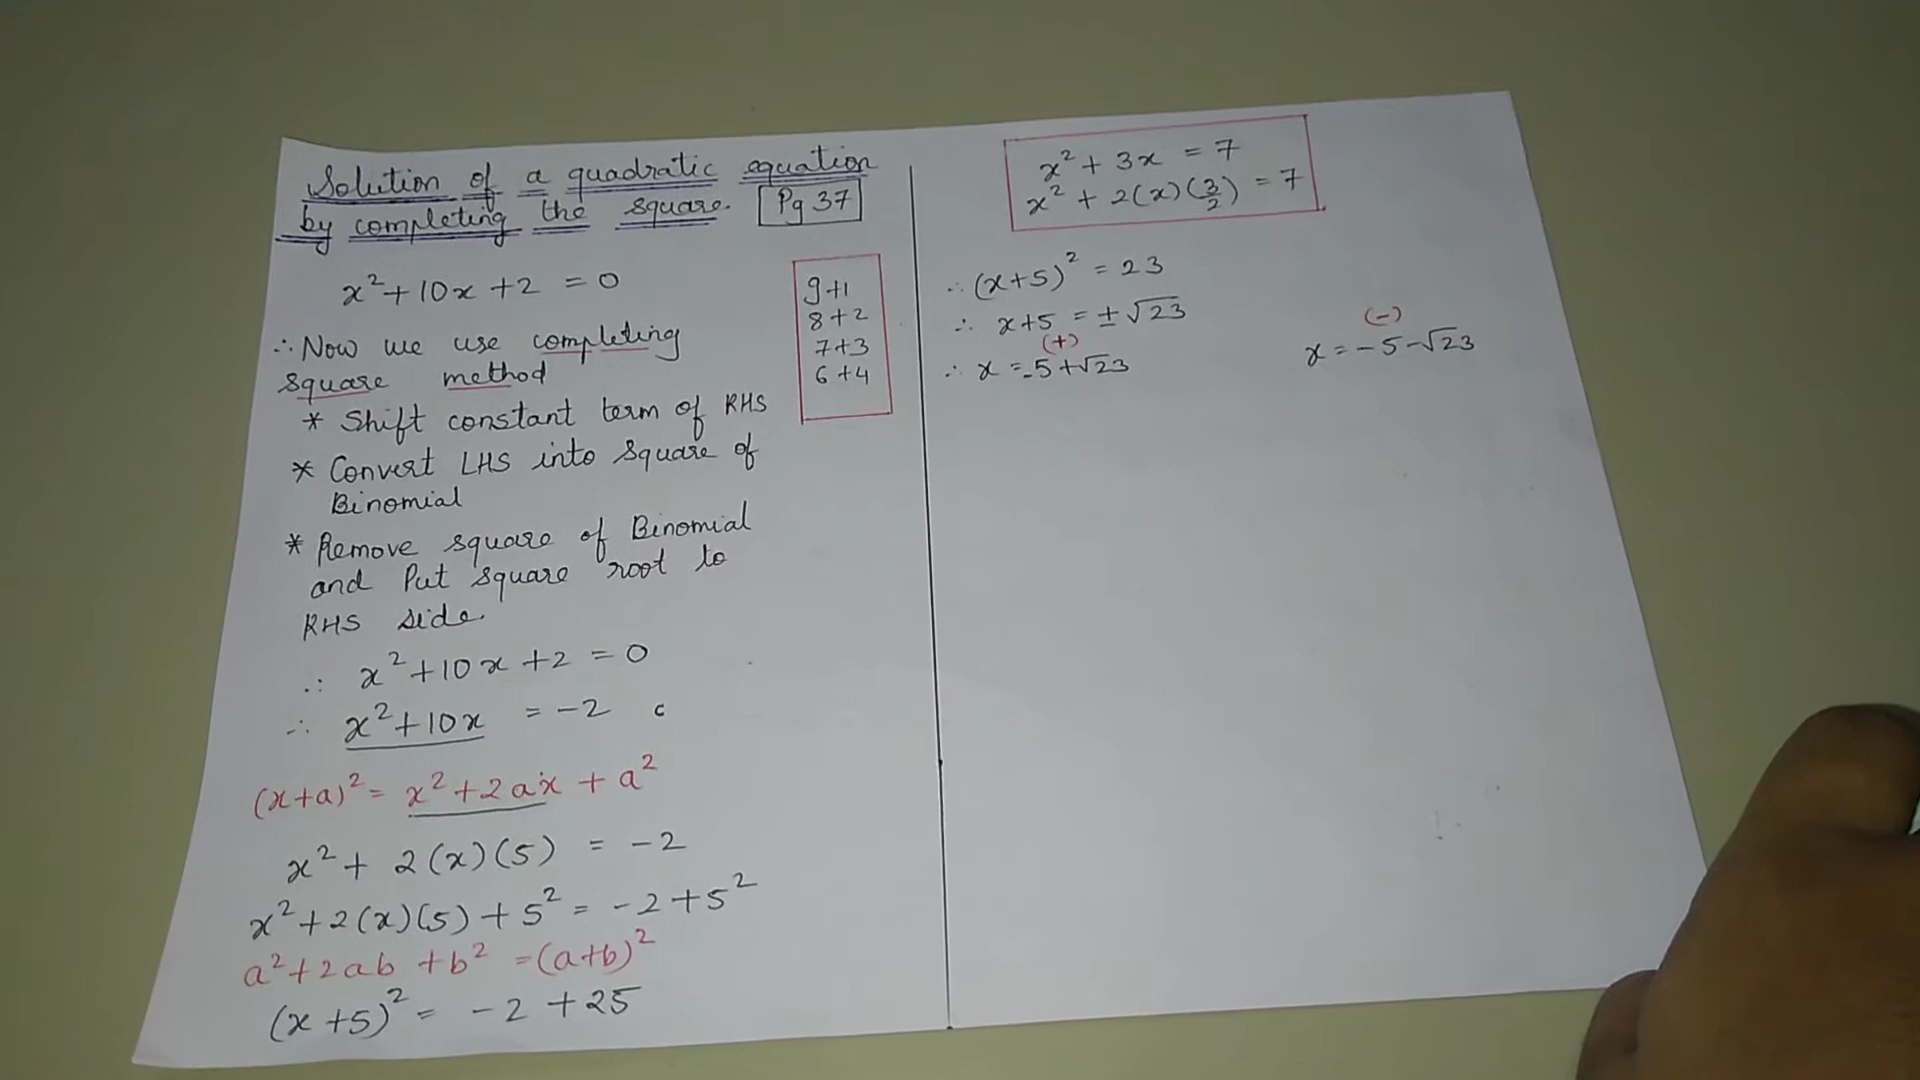 Solution of a quadratic equation
by completing the square. Pg 37
x²+10x+2 = 0
∴ Now we use completing
square method
* Shift constant term of RHS
* Convert LHS into square of
Binomial
* Remove square of Binomial
and Put square root to
RHS side.
∴ x²+10x+2 = 0
∴ x²+10x = -2
(x+a)² = x²+2ax + a²
x² + 2(x)(5) = -2
x²+2(x)(5)+5² = -2+5²
a²+2ab+b² = (a+b)²
(x+5)² = -2+25
9+1
8+2
7+3
6+4
x² + 3x = 7
x² + 2(x)(3/2) = 7
∴ (x+5)² = 23
∴ x+5 = ±√23
(+)
∴ x = -5+√23
(-)
x = -5-√23